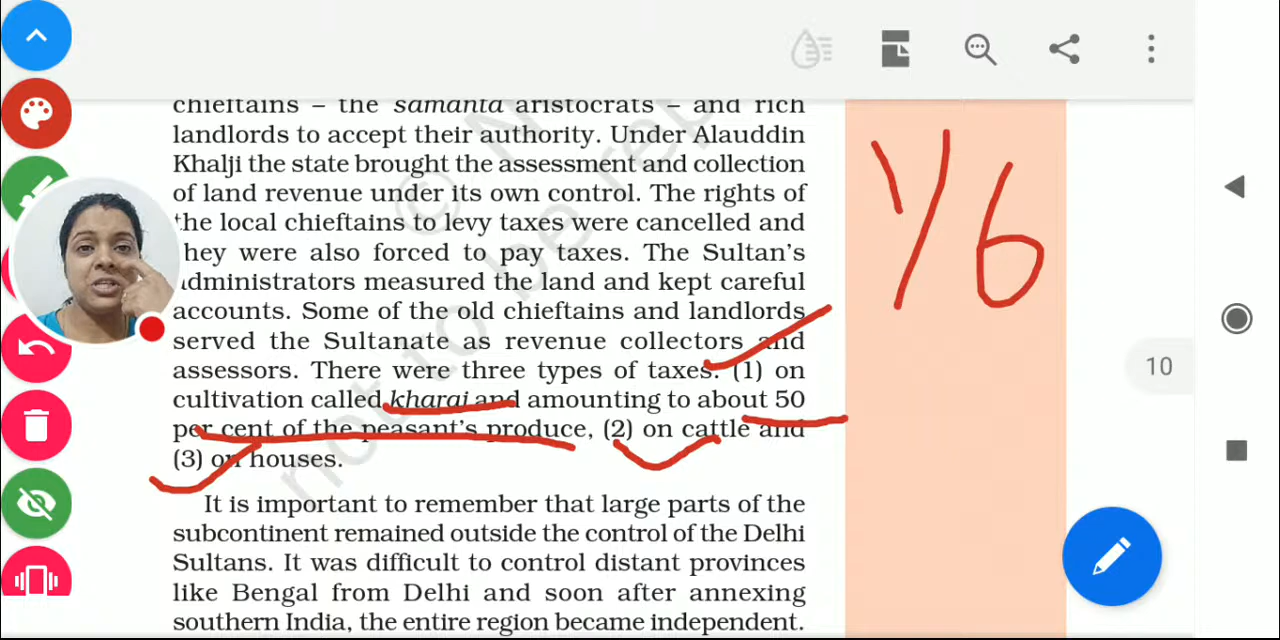 chieftains – the samanta aristocrats – and rich
landlords to accept their authority. Under Alauddin
Khalji the state brought the assessment and collection
of land revenue under its own control. The rights of
the local chieftains to levy taxes were cancelled and
they were also forced to pay taxes. The Sultan's
administrators measured the land and kept careful
accounts. Some of the old chieftains and landlords
served the Sultanate as revenue collectors and
assessors. There were three types of taxes: (1) on
cultivation called kharaj and amounting to about 50
per cent of the peasant's produce, (2) on cattle and
(3) on houses.
It is important to remember that large parts of the
subcontinent remained outside the control of the Delhi
Sultans. It was difficult to control distant provinces
like Bengal from Delhi and soon after annexing
southern India, the entire region became independent.
1/6
10
© N
not to be rep